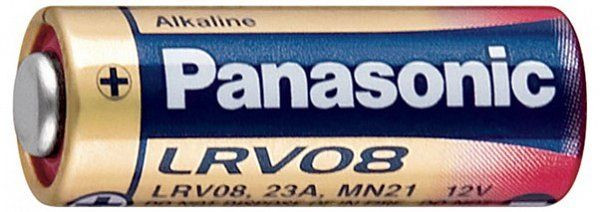 Alkaline
+ Panasonic
LRV08
LRV08, 23A, MN21 12V